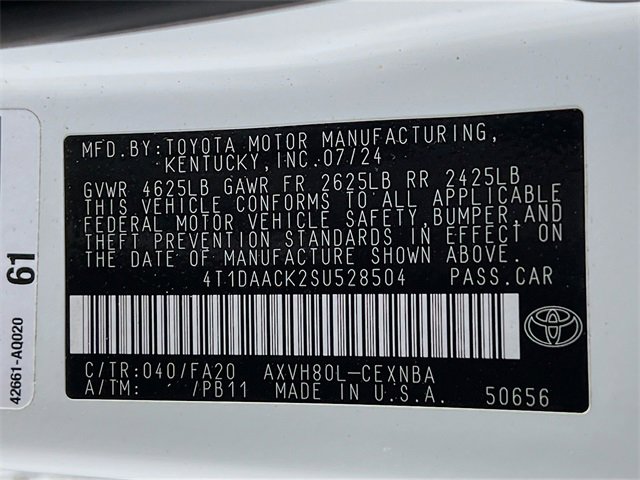 MFD.BY:TOYOTA MOTOR MANUFACTURING,
KENTUCKY,INC.07/24
GVWR 4625LB GAWR FR 2625LB RR 2425LB
THIS VEHICLE CONFORMS TO ALL APPLICABLE
FEDERAL MOTOR VEHICLE SAFETY,BUMPER,AND
THEFT PREVENTION STANDARDS IN EFFECT ON
THE DATE OF MANUFACTURE SHOWN ABOVE.
4T1DAACK2SU528504 PASS.CAR
C/TR:040/FA20 AXVH80L-CEXNBA
A/TM: /PB11 MADE IN U.S.A. 50656
61
42661-AQ020